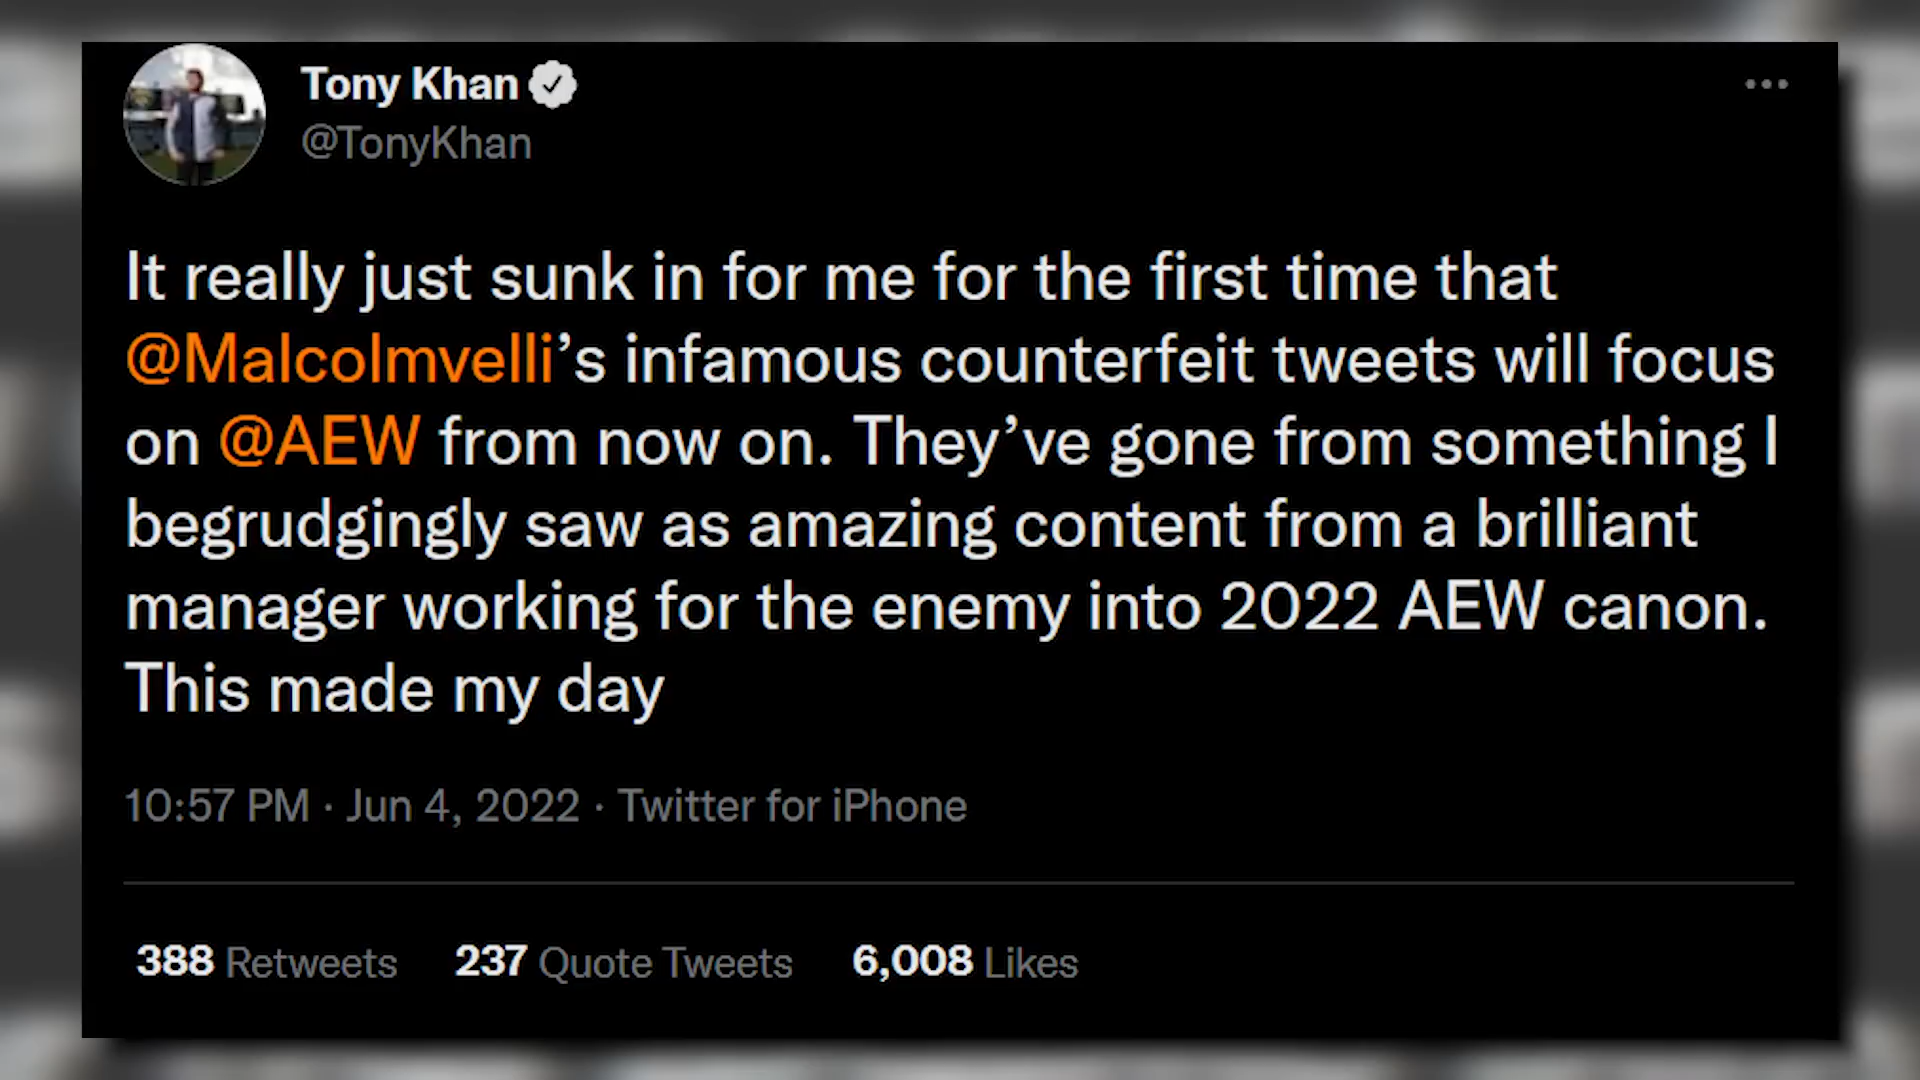 Tony Khan
@TonyKhan
It really just sunk in for me for the first time that
@Malcolmvelli’s infamous counterfeit tweets will focus
on @AEW from now on. They’ve gone from something I
begrudgingly saw as amazing content from a brilliant
manager working for the enemy into 2022 AEW canon.
This made my day
10:57 PM · Jun 4, 2022 · Twitter for iPhone
388 Retweets 237 Quote Tweets 6,008 Likes